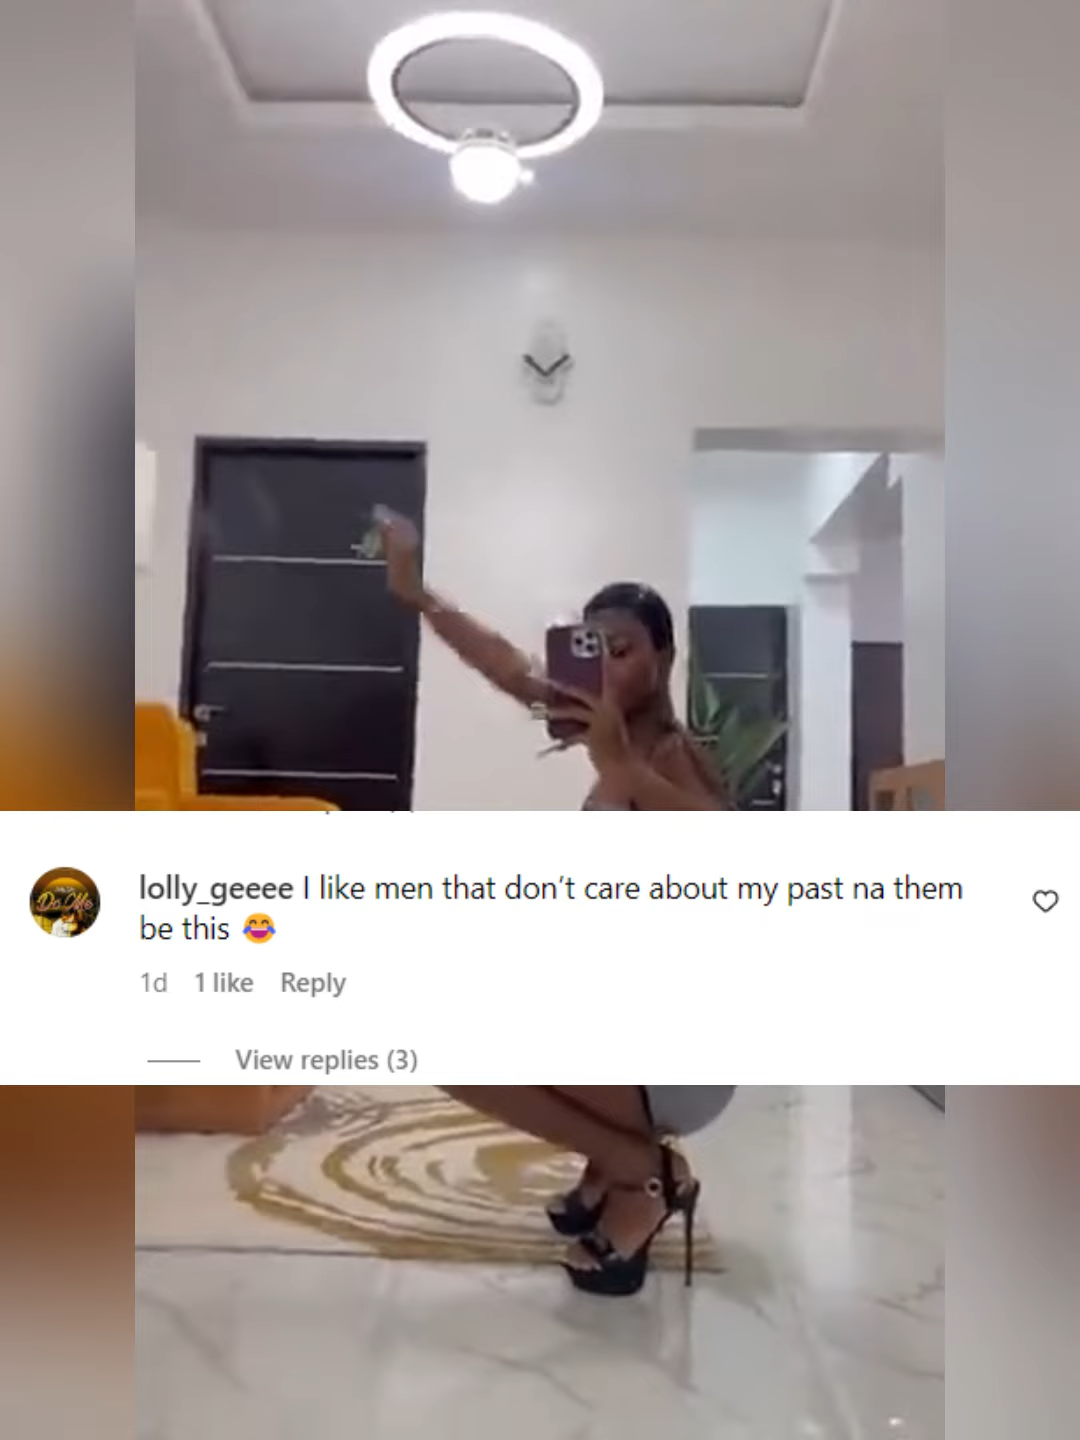 lolly_geeee I like men that don’t care about my past na them
be this 😂
1d 1 like Reply
View replies (3)